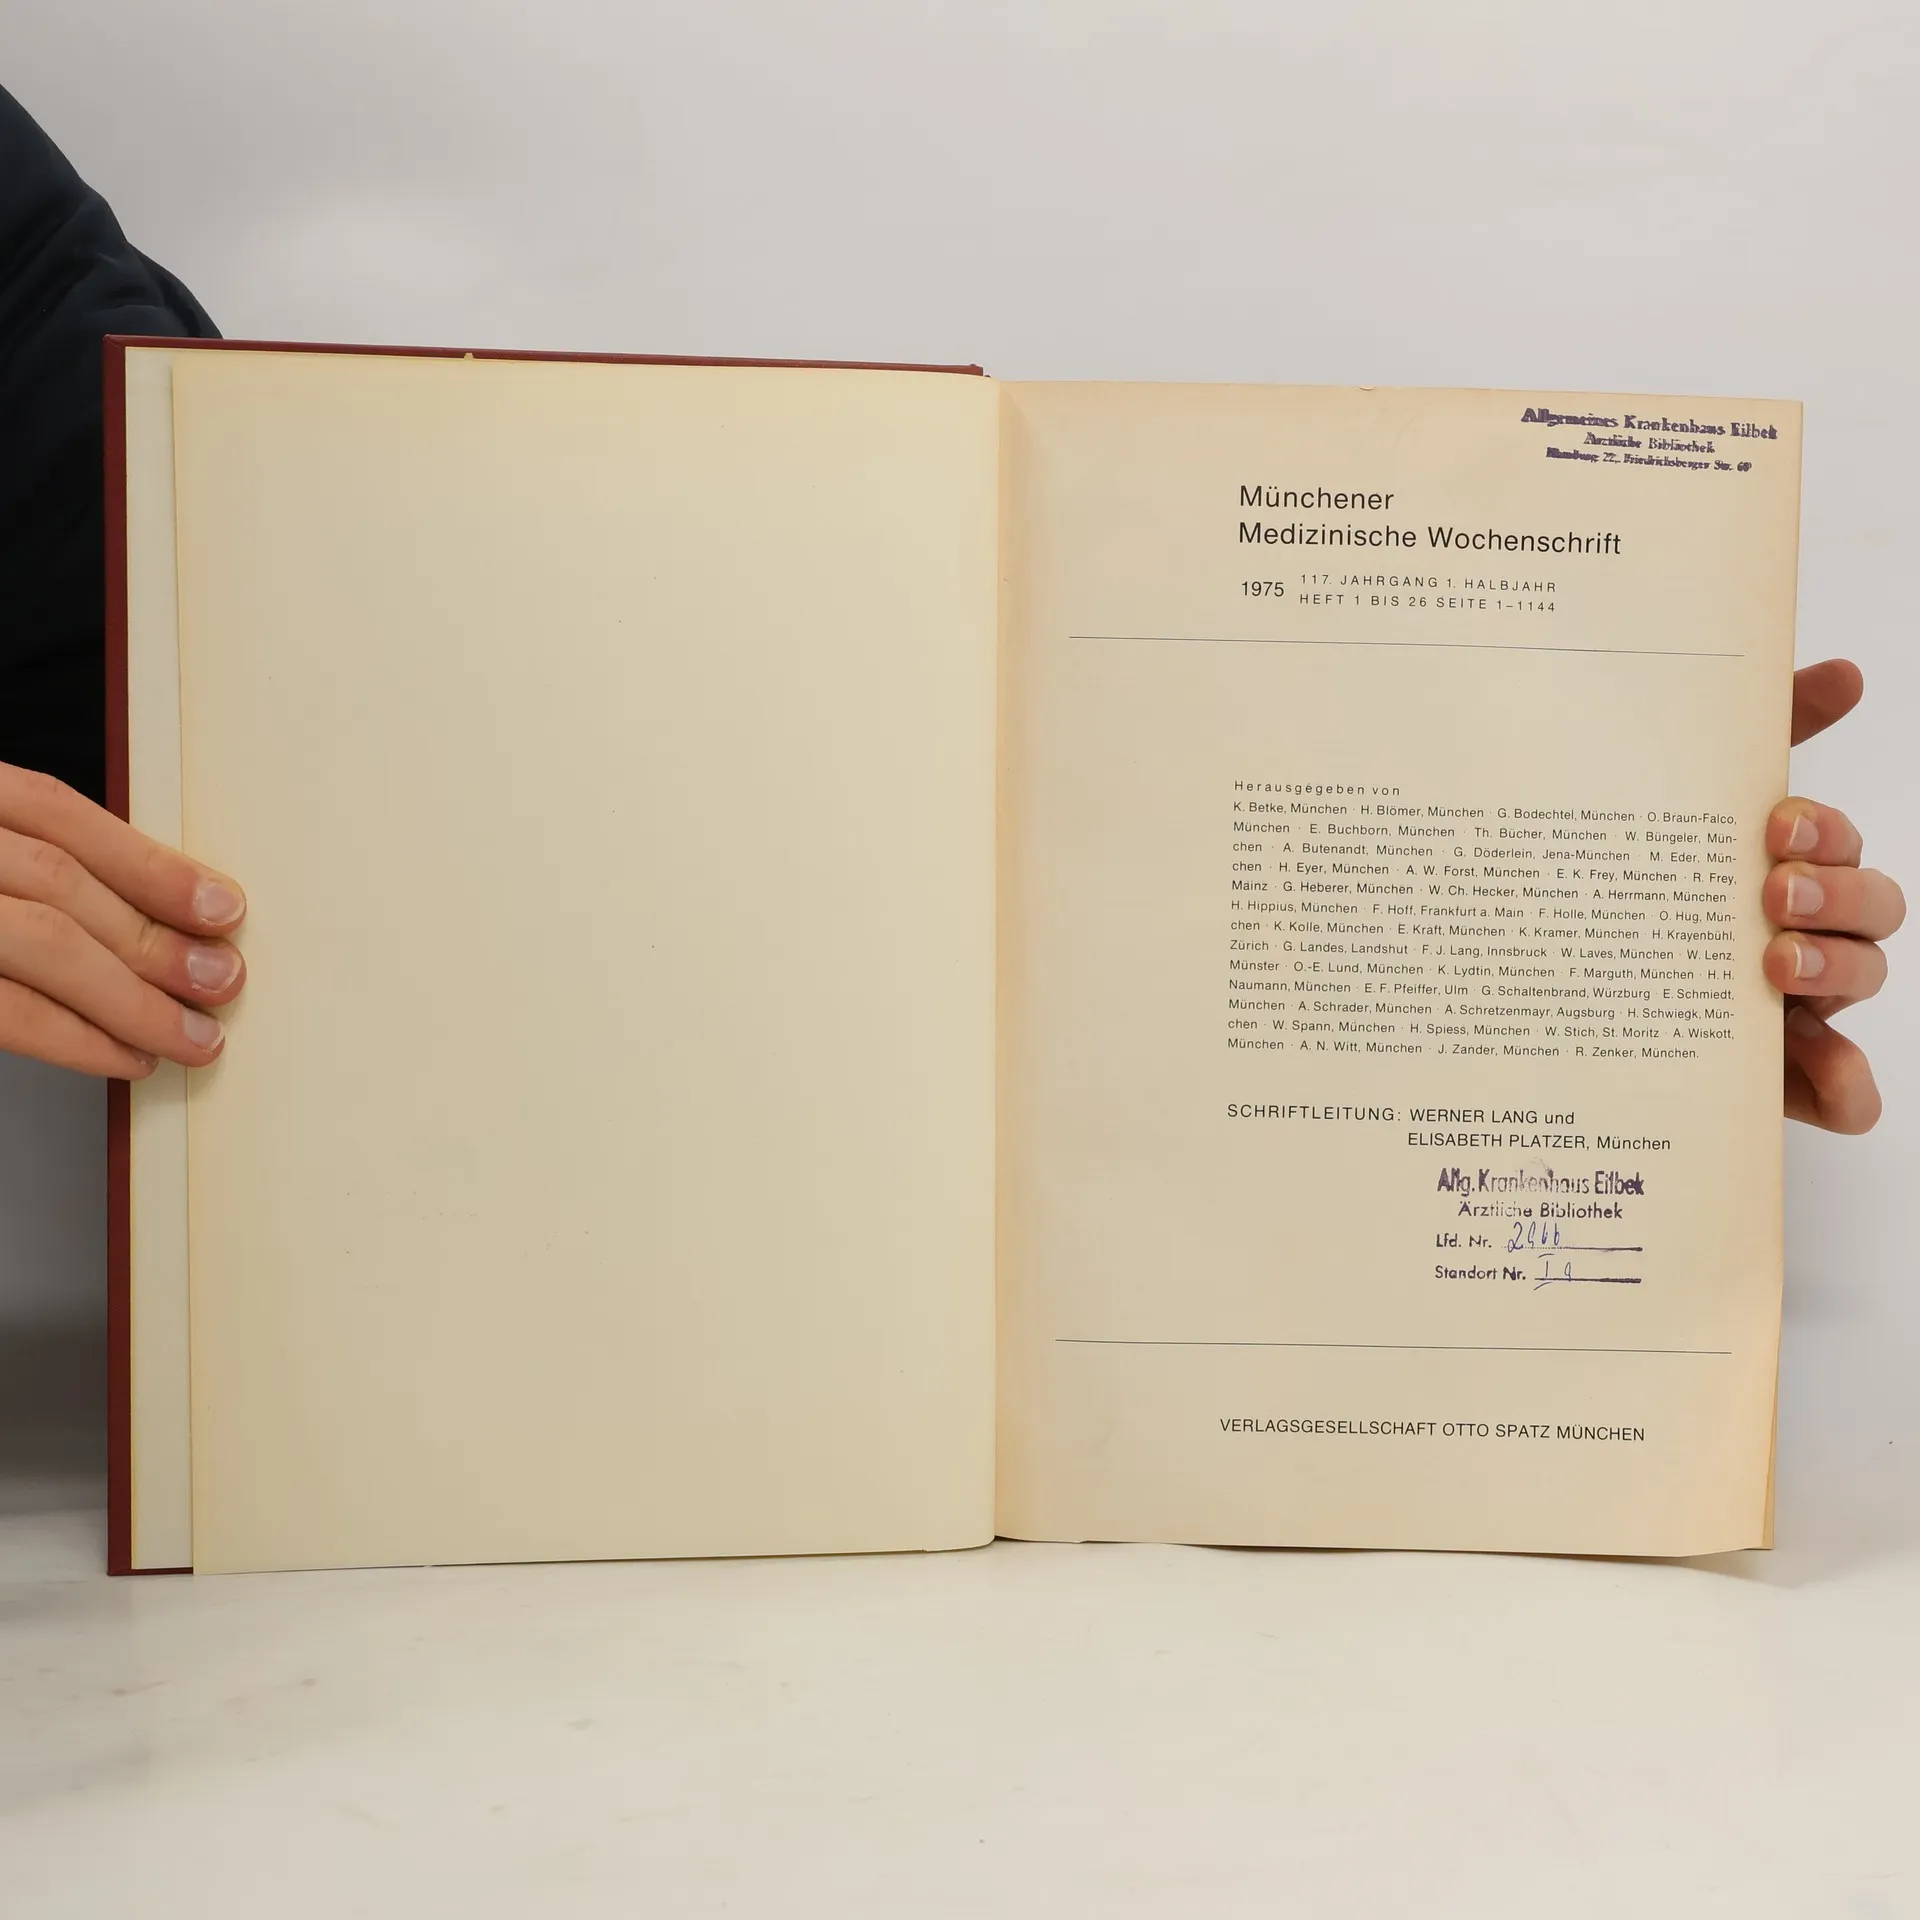 Allgemeines Krankenhaus Eilbek
Ärztliche Bibliothek
Hamburg 22, Friedrichsberger Str. 60
Münchener
Medizinische Wochenschrift
1975 117. JAHRGANG 1. HALBJAHR
HEFT 1 BIS 26 SEITE 1–1144
Herausgegeben von
K. Betke, München · H. Blömer, München · G. Bodechtel, München · O. Braun-Falco,
München · E. Buchborn, München · Th. Bücher, München · W. Büngeler, Mün-
chen · A. Butenandt, München · G. Döderlein, Jena-München · M. Eder, Mün-
chen · H. Eyer, München · A. W. Forst, München · E. K. Frey, München · R. Frey,
Mainz · G. Heberer, München · W. Ch. Hecker, München · A. Herrmann, München ·
H. Hippius, München · F. Hoff, Frankfurt a. Main · F. Holle, München · O. Hug, Mün-
chen · K. Kolle, München · E. Kraft, München · K. Kramer, München · H. Krayenbühl,
Zürich · G. Landes, Landshut · F. J. Lang, Innsbruck · W. Laves, München · W. Lenz,
Münster · O.-E. Lund, München · K. Lydtin, München · F. Marguth, München · H. H.
Naumann, München · E. F. Pfeiffer, Ulm · G. Schaltenbrand, Würzburg · E. Schmiedt,
München · A. Schrader, München · A. Schretzenmayr, Augsburg · H. Schwiegk, Mün-
chen · W. Spann, München · H. Spiess, München · W. Stich, St. Moritz · A. Wiskott,
München · A. N. Witt, München · J. Zander, München · R. Zenker, München.
SCHRIFTLEITUNG: WERNER LANG und
ELISABETH PLATZER, München
Allg. Krankenhaus Eilbek
Ärztliche Bibliothek
Lfd. Nr.
Standort Nr. I
VERLAGSGESELLSCHAFT OTTO SPATZ MÜNCHEN